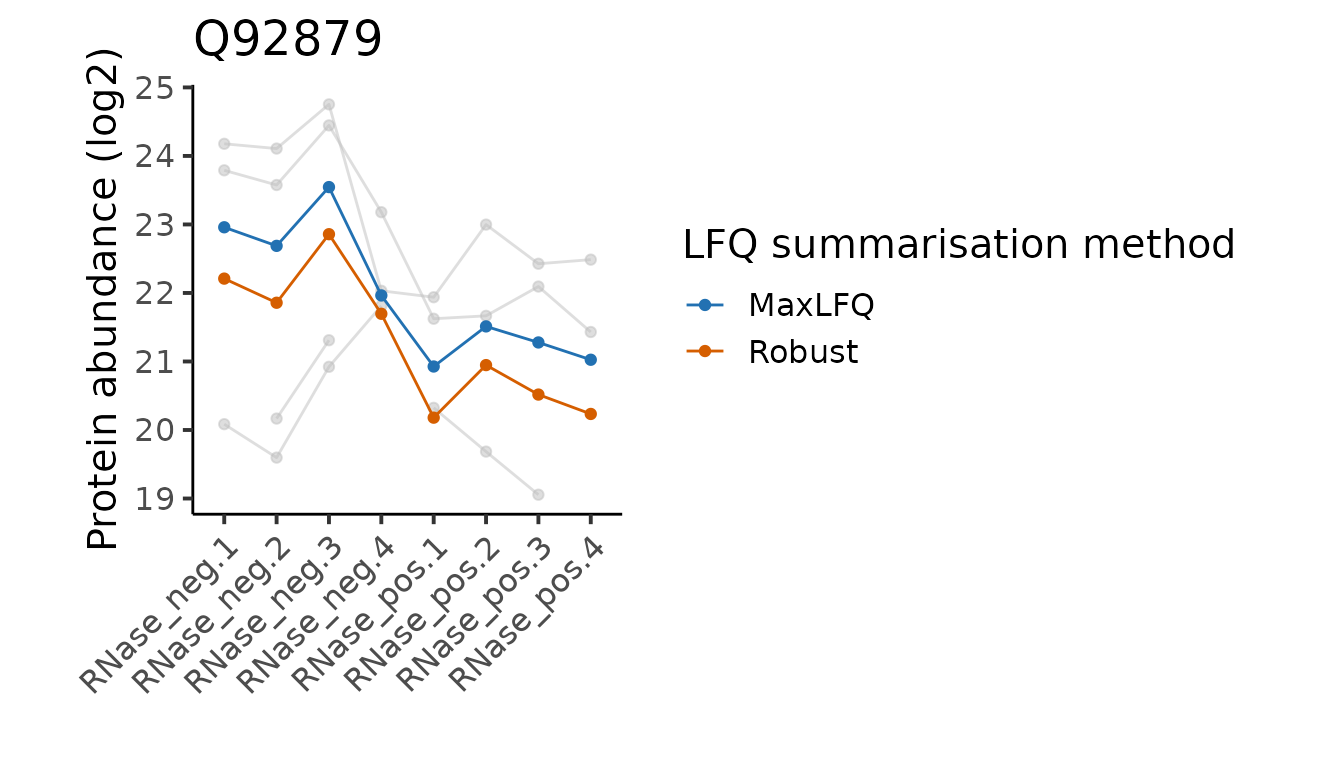 Q92879
Protein abundance (log2)
25
24
23
22
21
20
19
RNase_neg.1
RNase_neg.2
RNase_neg.3
RNase_neg.4
RNase_pos.1
RNase_pos.2
RNase_pos.3
RNase_pos.4
LFQ summarisation method
MaxLFQ
Robust